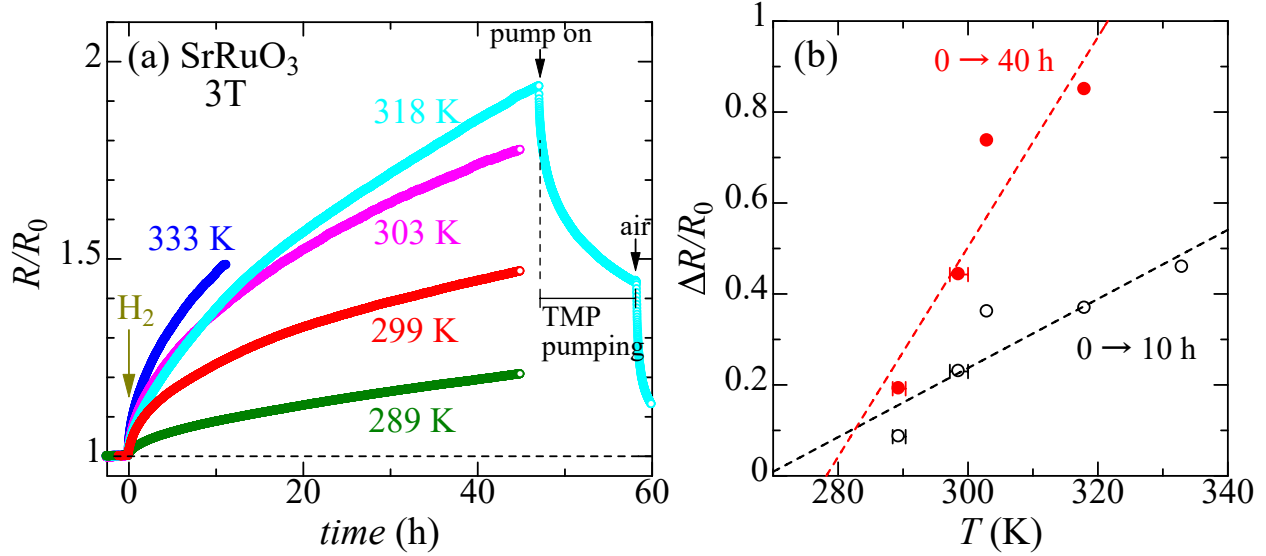 (a) SrRuO₃
3T
pump on
318 K
333 K
303 K
299 K
289 K
H₂
air
TMP
pumping
2
1.5
1
0
20
40
60
R/R₀
time (h)
(b)
0 → 40 h
0 → 10 h
1
0.8
0.6
0.4
0.2
0
280
300
320
340
ΔR/R₀
T (K)